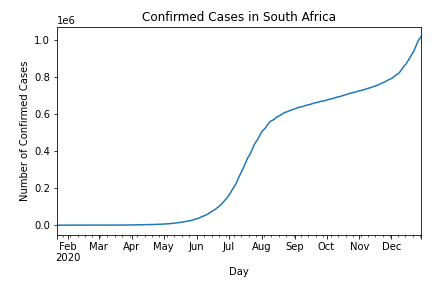 Confirmed Cases in South Africa
1e6
1.0
0.8
0.6
0.4
0.2
0.0
Number of Confirmed Cases
Feb Mar Apr May Jun Jul Aug Sep Oct Nov Dec
2020
Day